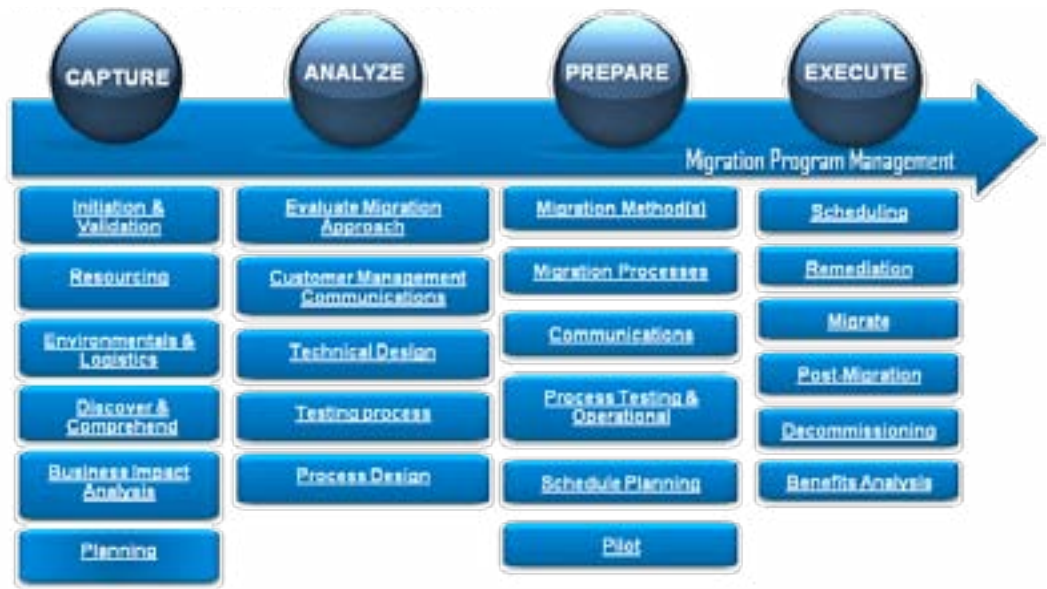 CAPTURE
ANALYZE
PREPARE
EXECUTE
Migration Program Management
Initiation &
Validation
Resourcing
Environmentals &
Logistics
Discover &
Comprehend
Business Impact
Analysis
Planning
Evaluate Migration
Approach
Customer Management
Communications
Technical Design
Testing process
Process Design
Migration Method(s)
Migration Processes
Communications
Process Testing &
Operational
Schedule Planning
Pilot
Scheduling
Remediation
Migrate
Post-Migration
Decommissioning
Benefits Analysis